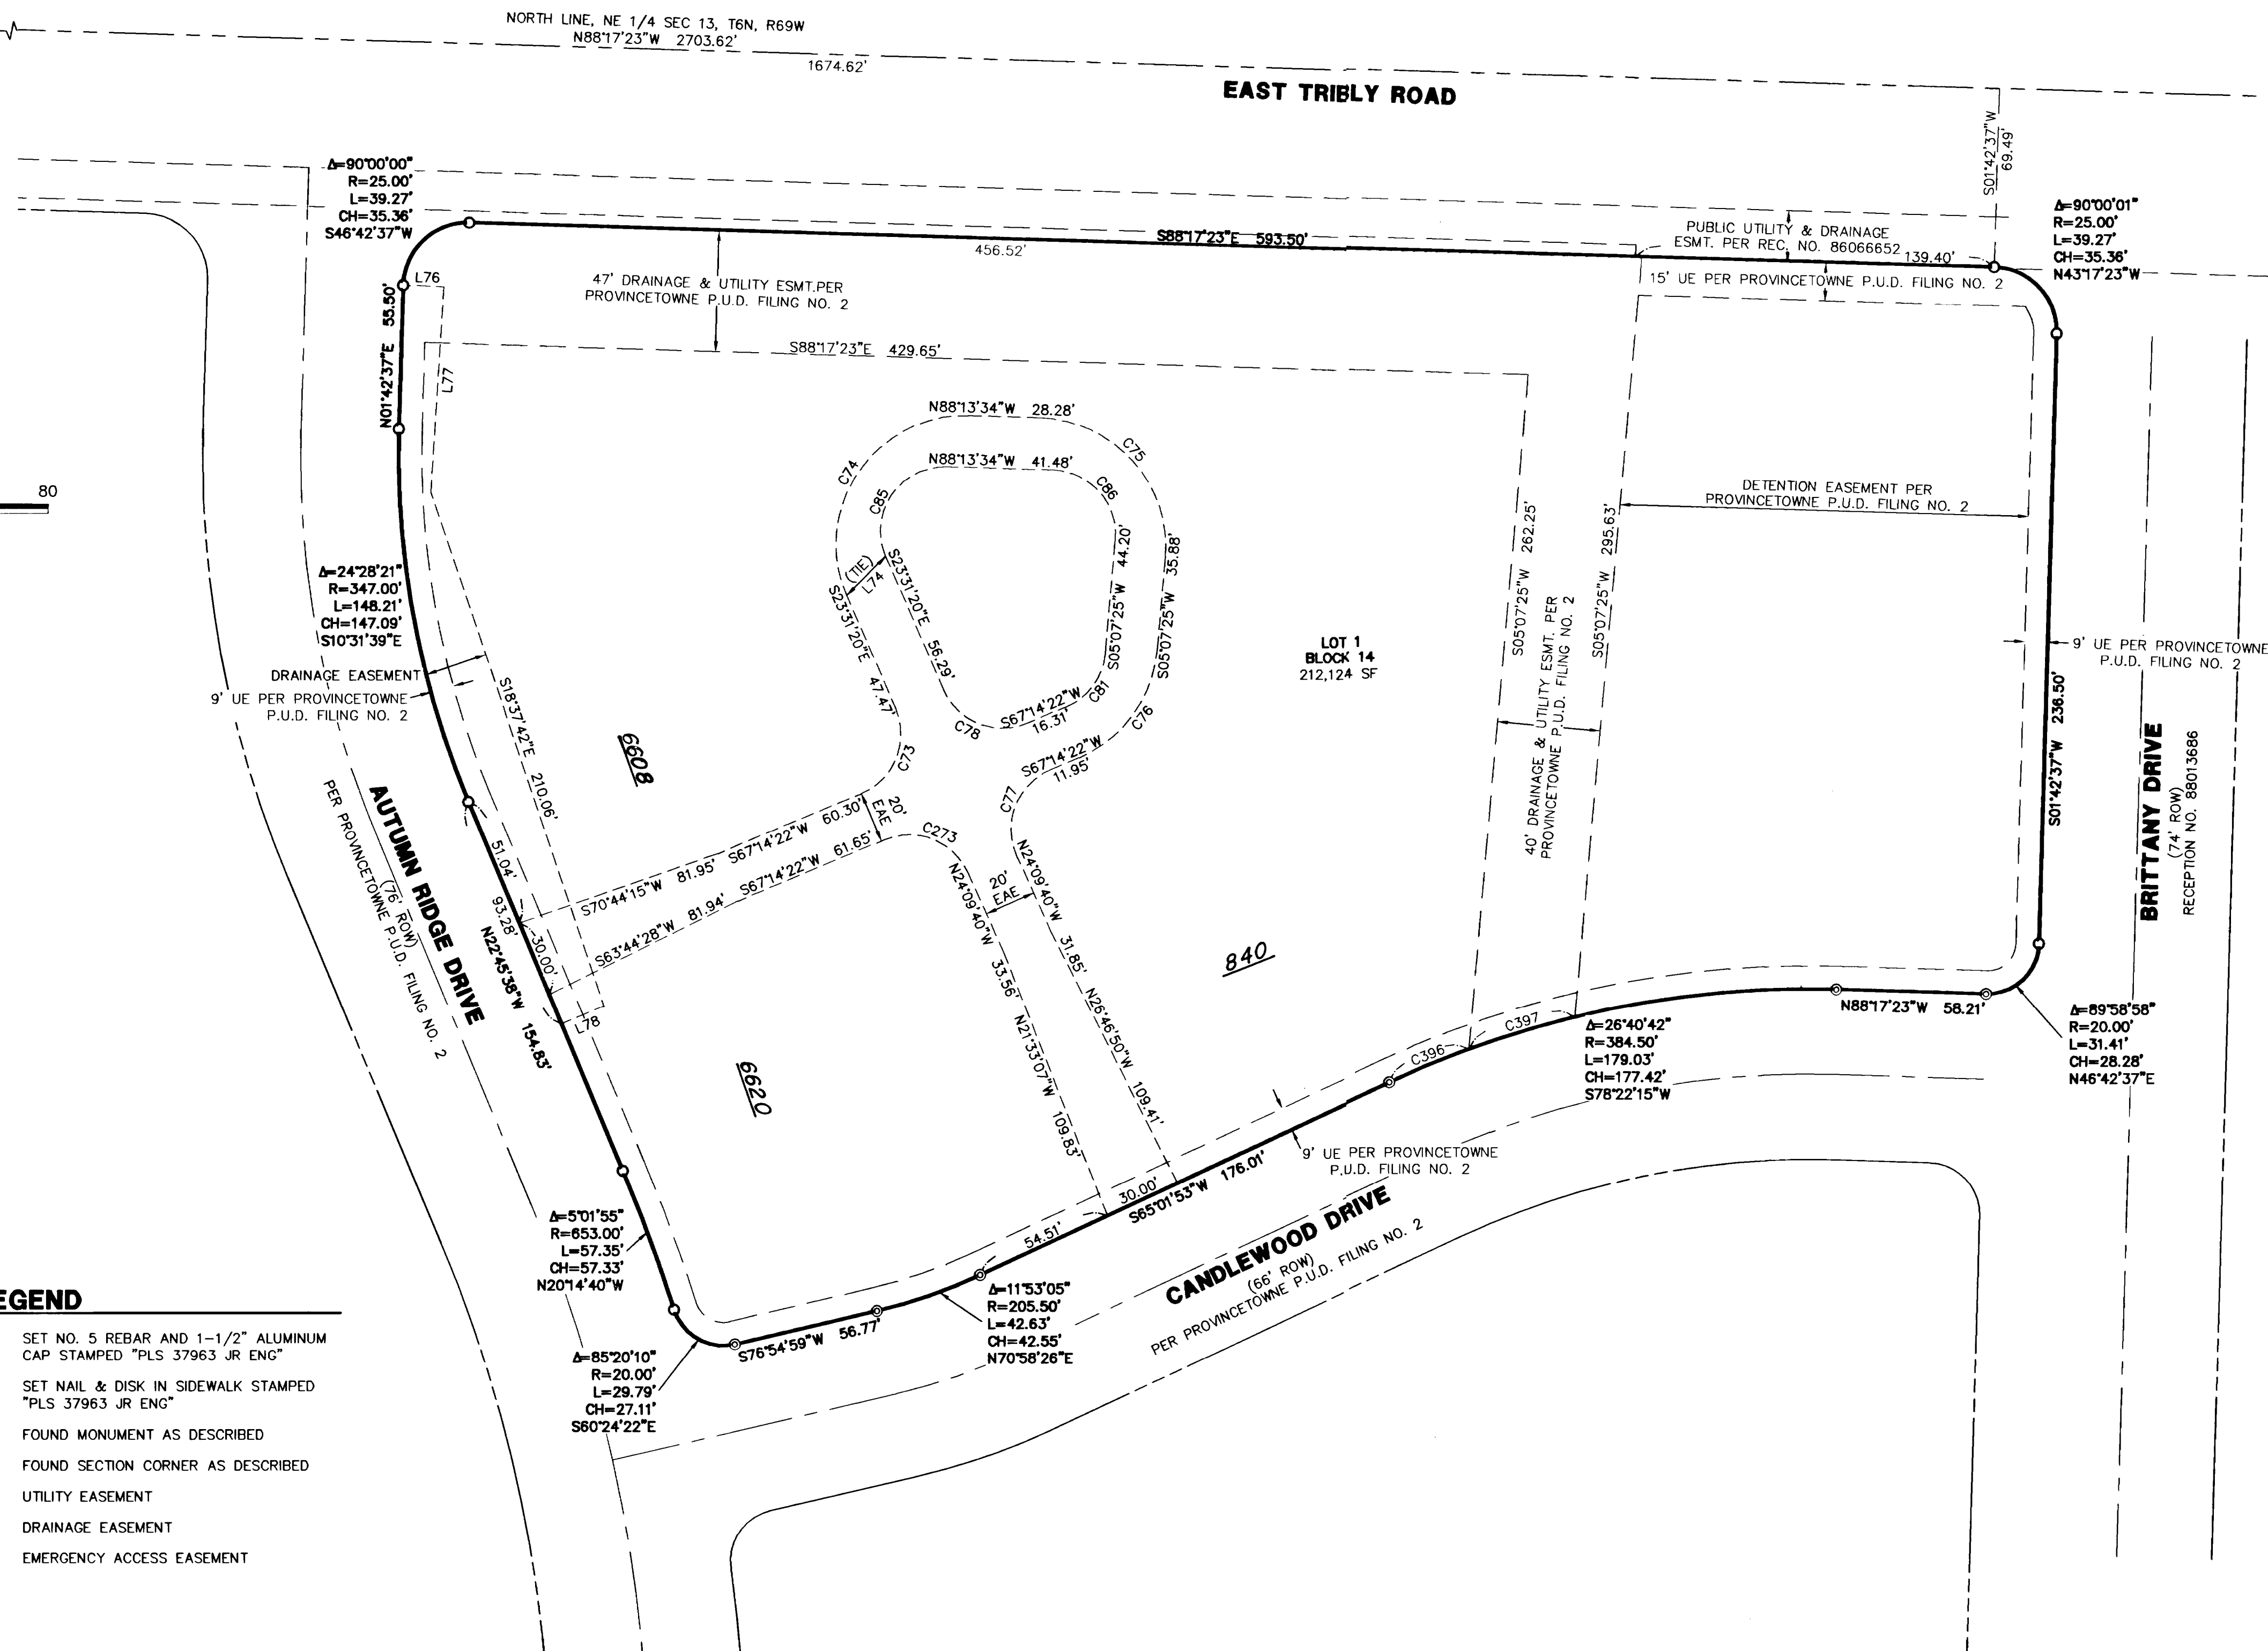 NORTH LINE, NE 1/4 SEC 13, T6N, R69W
N88°17'23"W 2703.62'
1674.62'
EAST TRIBLY ROAD
S01°42'37"W
69.49'
Δ=90°00'00"
R=25.00'
L=39.27'
CH=35.36'
S46°42'37"W
S88°17'23"E 593.50'
456.52'
PUBLIC UTILITY & DRAINAGE
ESMT. PER REC. NO. 86066652
139.40'
Δ=90°00'01"
R=25.00'
L=39.27'
CH=35.36'
N43°17'23"W
15' UE PER PROVINCETOWNE P.U.D. FILING NO. 2
L76
47' DRAINAGE & UTILITY ESMT.PER
PROVINCETOWNE P.U.D. FILING NO. 2
N01°42'37"E 55.50'
L77
S88°17'23"E 429.65'
N88°13'34"W 28.28'
C74
C75
N88°13'34"W 41.48'
C85
C86
80
DETENTION EASEMENT PER
PROVINCETOWNE P.U.D. FILING NO. 2
S05°07'25"W 262.25'
S05°07'25"W 295.63'
S05°07'25"W 44.20'
S05°07'25"W 35.88'
(TIE)
L74
S23°31'20"E 56.29'
S23°31'20"E 47.47'
Δ=24°28'21"
R=347.00'
L=148.21'
CH=147.09'
S10°31'39"E
DRAINAGE EASEMENT
9' UE PER PROVINCETOWNE
P.U.D. FILING NO. 2
LOT 1
BLOCK 14
212,124 SF
40' DRAINAGE & UTILITY ESMT. PER
PROVINCETOWNE P.U.D. FILING NO. 2
9' UE PER PROVINCETOWNE
P.U.D. FILING NO. 2
S01°42'37"W 236.50'
BRITTANY DRIVE
(74' ROW)
RECEPTION NO. 88013686
S18°37'42"E 210.06'
6608
C81
S67°14'22"W
16.31'
C78
C76
S67°14'22"W
11.95'
C73
C77
C273
S70°44'15"W 81.95'
S67°14'22"W 60.30'
20'
EAE
S63°44'28"W 81.94'
S67°14'22"W 61.65'
AUTUMN RIDGE DRIVE
(76' ROW)
PER PROVINCETOWNE P.U.D. FILING NO. 2
51.04'
93.28'
30.00'
N22°45'38"W 154.83'
L78
20'
EAE
N24°09'40"W 33.56'
N24°09'40"W 31.85'
N21°33'07"W 109.83'
N26°46'50"W 109.41'
840
6620
C396
C397
N88°17'23"W 58.21'
Δ=26°40'42"
R=384.50'
L=179.03'
CH=177.42'
S78°22'15"W
Δ=89°58'58"
R=20.00'
L=31.41'
CH=28.28'
N46°42'37"E
9' UE PER PROVINCETOWNE
P.U.D. FILING NO. 2
30.00'
S65°01'53"W 176.01'
54.51'
CANDLEWOOD DRIVE
(66' ROW)
PER PROVINCETOWNE P.U.D. FILING NO. 2
Δ=5°01'55"
R=653.00'
L=57.35'
CH=57.33'
N20°14'40"W
Δ=11°53'05"
R=205.50'
L=42.63'
CH=42.55'
N70°58'26"E
S76°54'59"W 56.77'
Δ=85°20'10"
R=20.00'
L=29.79'
CH=27.11'
S60°24'22"E
EGEND
SET NO. 5 REBAR AND 1-1/2" ALUMINUM
CAP STAMPED "PLS 37963 JR ENG"
SET NAIL & DISK IN SIDEWALK STAMPED
"PLS 37963 JR ENG"
FOUND MONUMENT AS DESCRIBED
FOUND SECTION CORNER AS DESCRIBED
UTILITY EASEMENT
DRAINAGE EASEMENT
EMERGENCY ACCESS EASEMENT